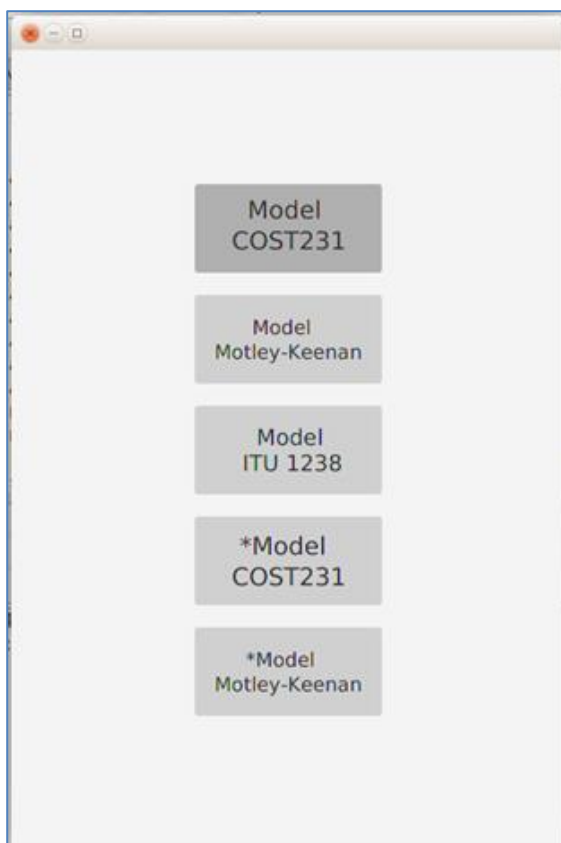 Model
COST231
Model
Motley-Keenan
Model
ITU 1238
*Model
COST231
*Model
Motley-Keenan